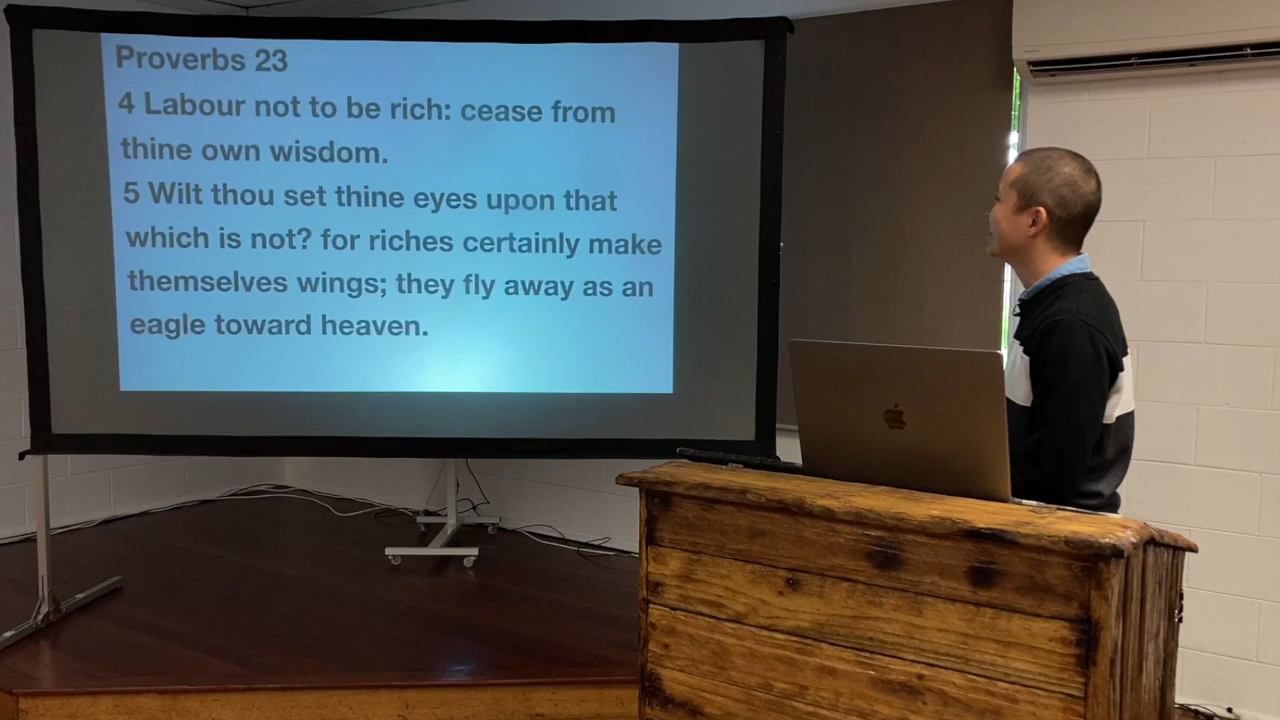 Proverbs 23
4 Labour not to be rich: cease from
thine own wisdom.
5 Wilt thou set thine eyes upon that
which is not? for riches certainly make
themselves wings; they fly away as an
eagle toward heaven.